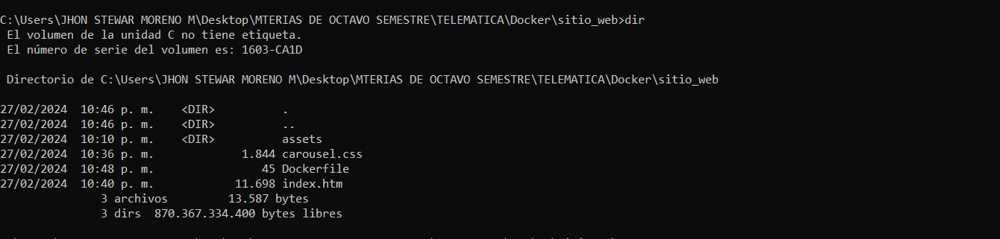 C:\Users\JHON STEWAR MORENO M\Desktop\MTERIAS DE OCTAVO SEMESTRE\TELEMATICA\Docker\sitio_web>dir
 El volumen de la unidad C no tiene etiqueta.
 El número de serie del volumen es: 1603-CA1D
 Directorio de C:\Users\JHON STEWAR MORENO M\Desktop\MTERIAS DE OCTAVO SEMESTRE\TELEMATICA\Docker\sitio_web
27/02/2024  10:46 p. m.    <DIR>          .
27/02/2024  10:46 p. m.    <DIR>          ..
27/02/2024  10:10 p. m.    <DIR>          assets
27/02/2024  10:36 p. m.             1.844 carousel.css
27/02/2024  10:48 p. m.                45 Dockerfile
27/02/2024  10:40 p. m.            11.698 index.htm
               3 archivos         13.587 bytes
               3 dirs  870.367.334.400 bytes libres